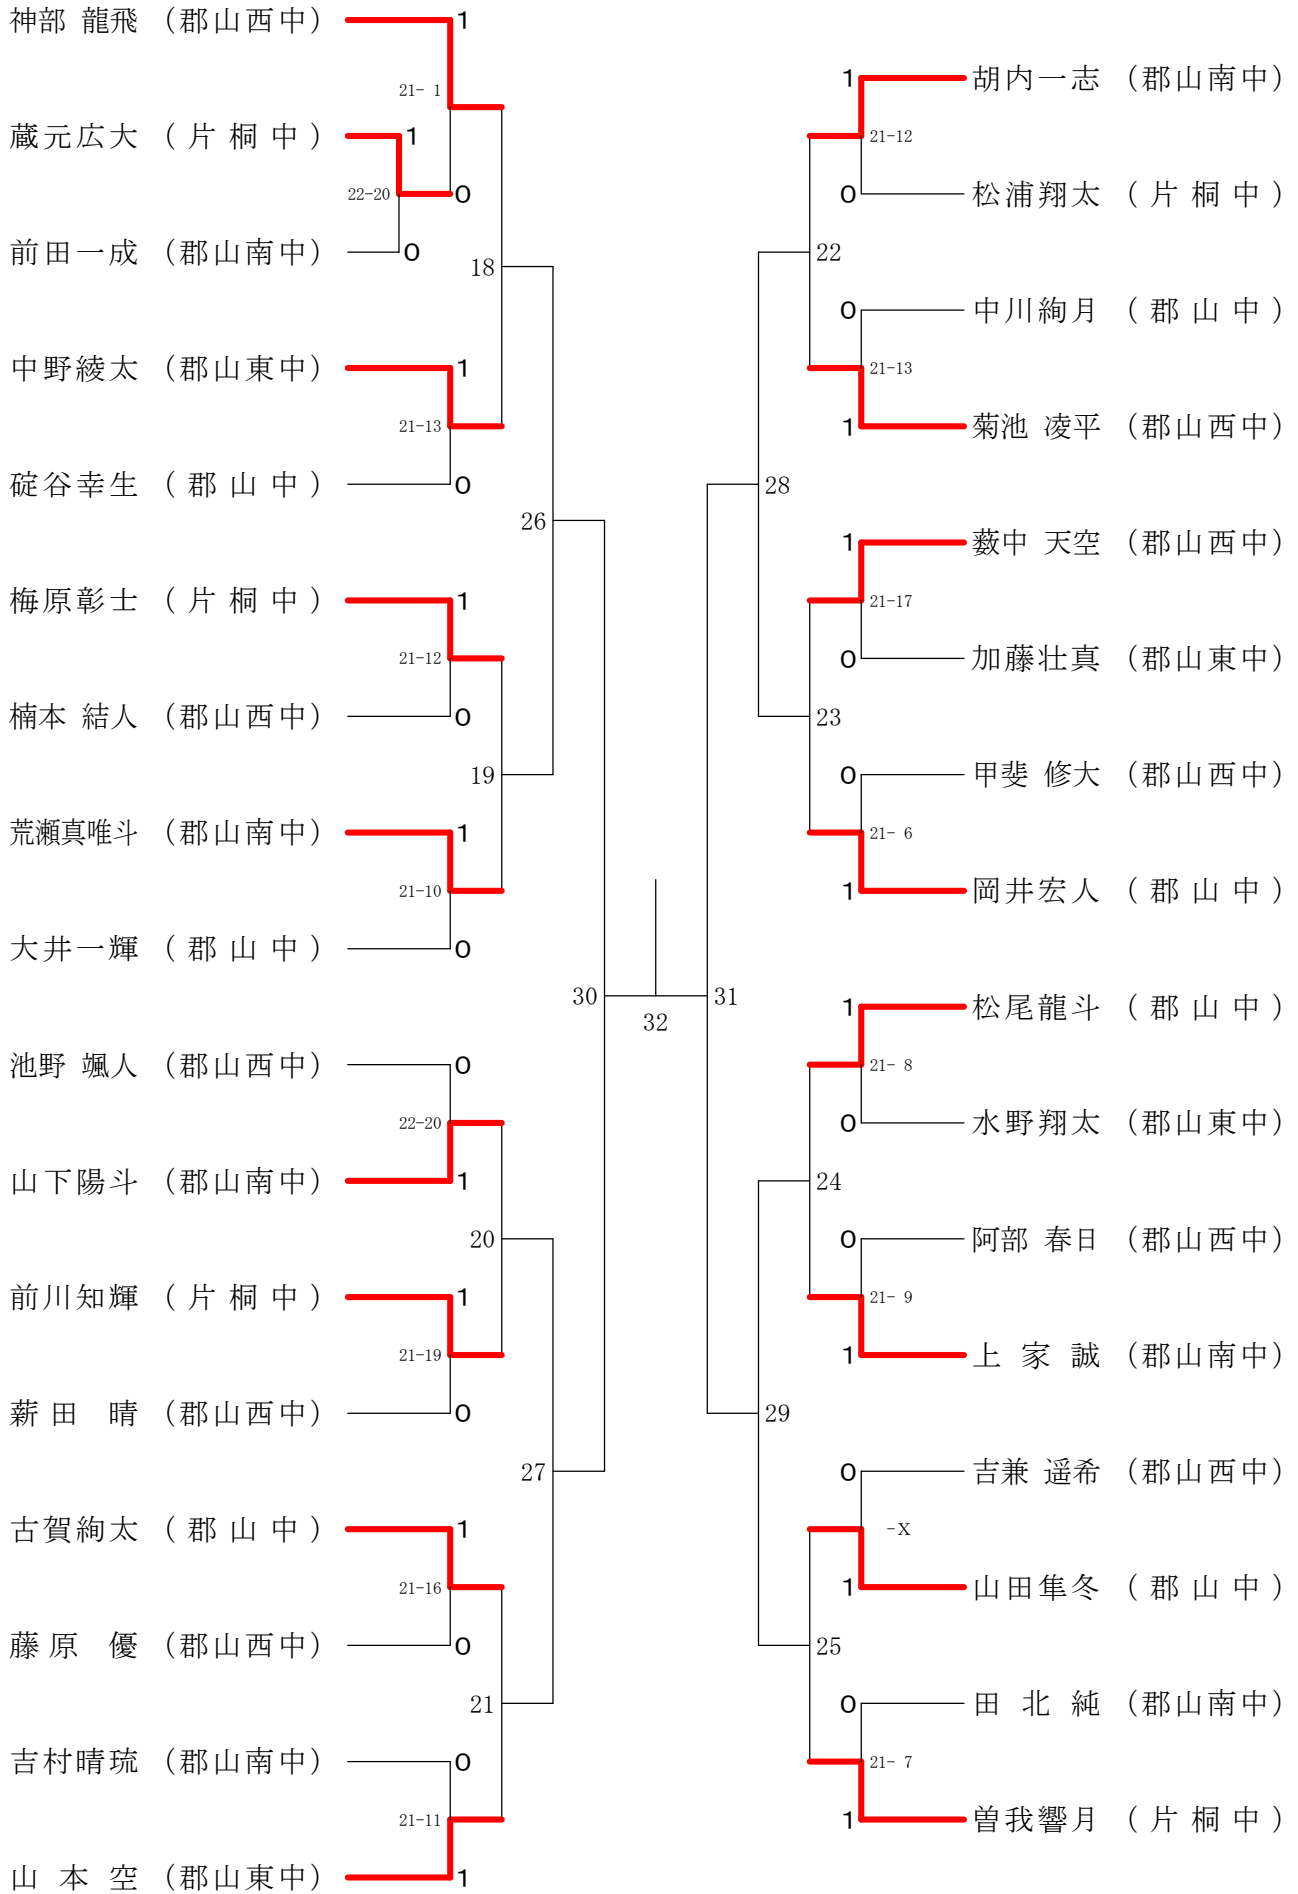 神部 龍飛 (郡山西中) 1
21- 1
蔵元広大 (片桐中) 1
22-20 0
前田一成 (郡山南中) 0
18
中野綾太 (郡山東中) 1
21-13
碇谷幸生 (郡山中) 0
26
梅原彰士 (片桐中) 1
21-12
楠本 結人 (郡山西中) 0
19
荒瀬真唯斗 (郡山南中) 1
21-10
大井一輝 (郡山中) 0
30
32
31
池野 颯人 (郡山西中) 0
22-20
山下陽斗 (郡山南中) 1
20
前川知輝 (片桐中) 1
21-19
薪田 晴 (郡山西中) 0
27
古賀絢太 (郡山中) 1
21-16
藤原 優 (郡山西中) 0
21
吉村晴琉 (郡山南中) 0
21-11
山本空 (郡山東中) 1
1 胡内一志 (郡山南中)
21-12
0 松浦翔太 (片桐中)
22
0 中川絢月 (郡山中)
21-13
1 菊池 凌平 (郡山西中)
28
1 薮中 天空 (郡山西中)
21-17
0 加藤壮真 (郡山東中)
23
0 甲斐 修大 (郡山西中)
21- 6
1 岡井宏人 (郡山中)
1 松尾龍斗 (郡山中)
21- 8
0 水野翔太 (郡山東中)
24
0 阿部 春日 (郡山西中)
21- 9
1 上家誠 (郡山南中)
29
0 吉兼 遥希 (郡山西中)
-X
1 山田隼冬 (郡山中)
25
0 田北純 (郡山南中)
21- 7
1 曽我響月 (片桐中)